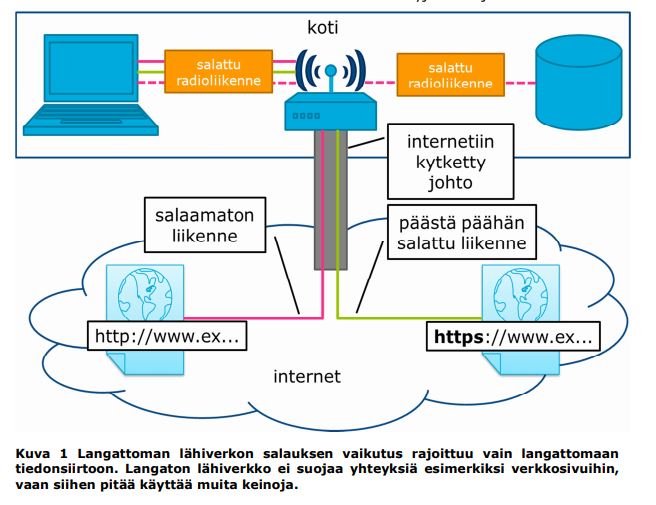 koti
salattu
radioliikenne
salattu
radioliikenne
internetiin
kytketty
johto
salaamaton
liikenne
päästä päähän
salattu liikenne
http://www.ex...
https://www.ex...
internet
Kuva 1 Langattoman lähiverkon salauksen vaikutus rajoittuu vain langattomaan
tiedonsiirtoon. Langaton lähiverkko ei suojaa yhteyksiä esimerkiksi verkkosivuihin,
vaan siihen pitää käyttää muita keinoja.